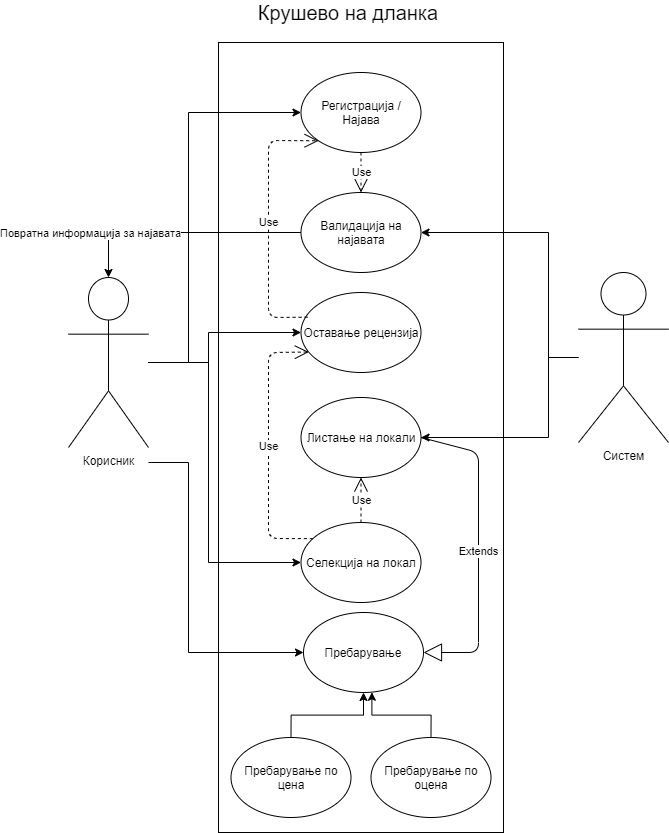 Крушево на дланка
Регистрација /
Најава
Use
Use
Валидација на
најавата
Повратна информација за најавата
Оставање рецензија
Листање на локали
Use
Корисник
Систем
Use
Extends
Селекција на локал
Пребарување
Пребарување по
цена
Пребарување по
оцена